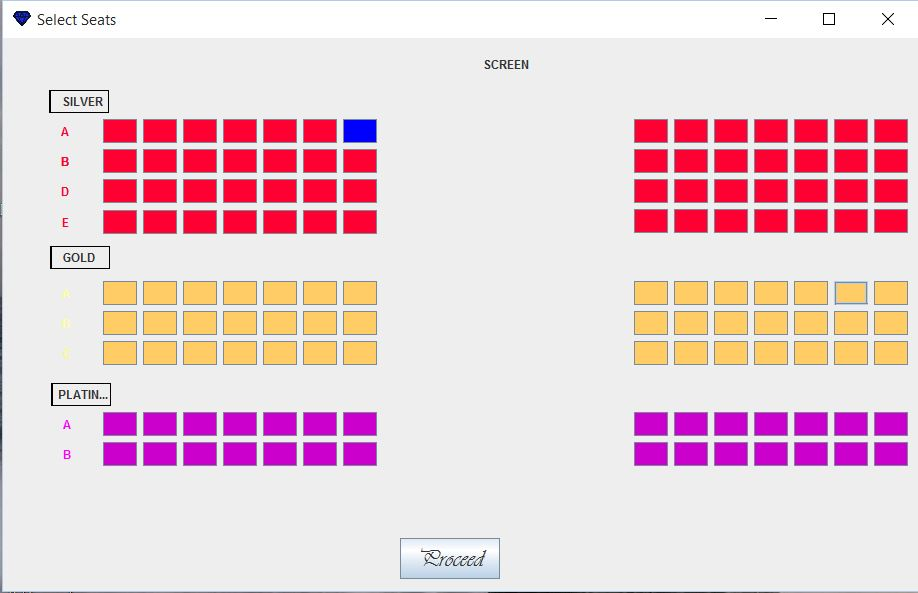 Select Seats
SCREEN
SILVER
A
B
D
E
GOLD
A
B
C
PLATIN...
A
B
Proceed